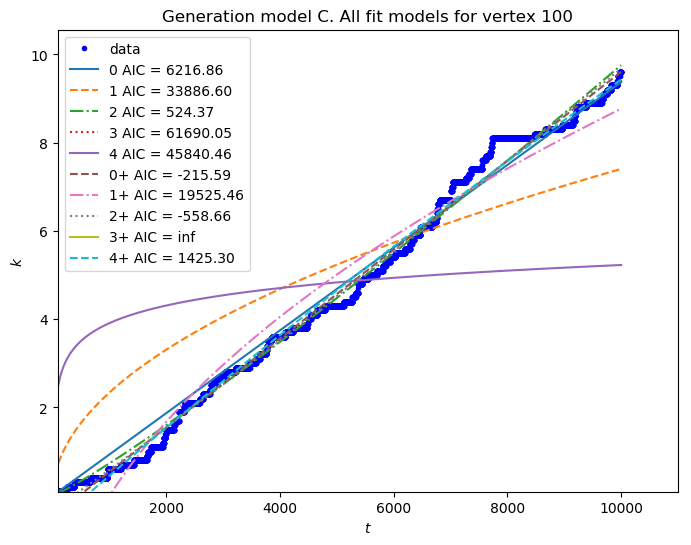 Generation model C. All fit models for vertex 100
data
0 AIC = 6216.86
1 AIC = 33886.60
2 AIC = 524.37
3 AIC = 61690.05
4 AIC = 45840.46
0+ AIC = -215.59
1+ AIC = 19525.46
2+ AIC = -558.66
3+ AIC = inf
4+ AIC = 1425.30
10
8
6
4
2
k
2000 4000 6000 8000 10000
t